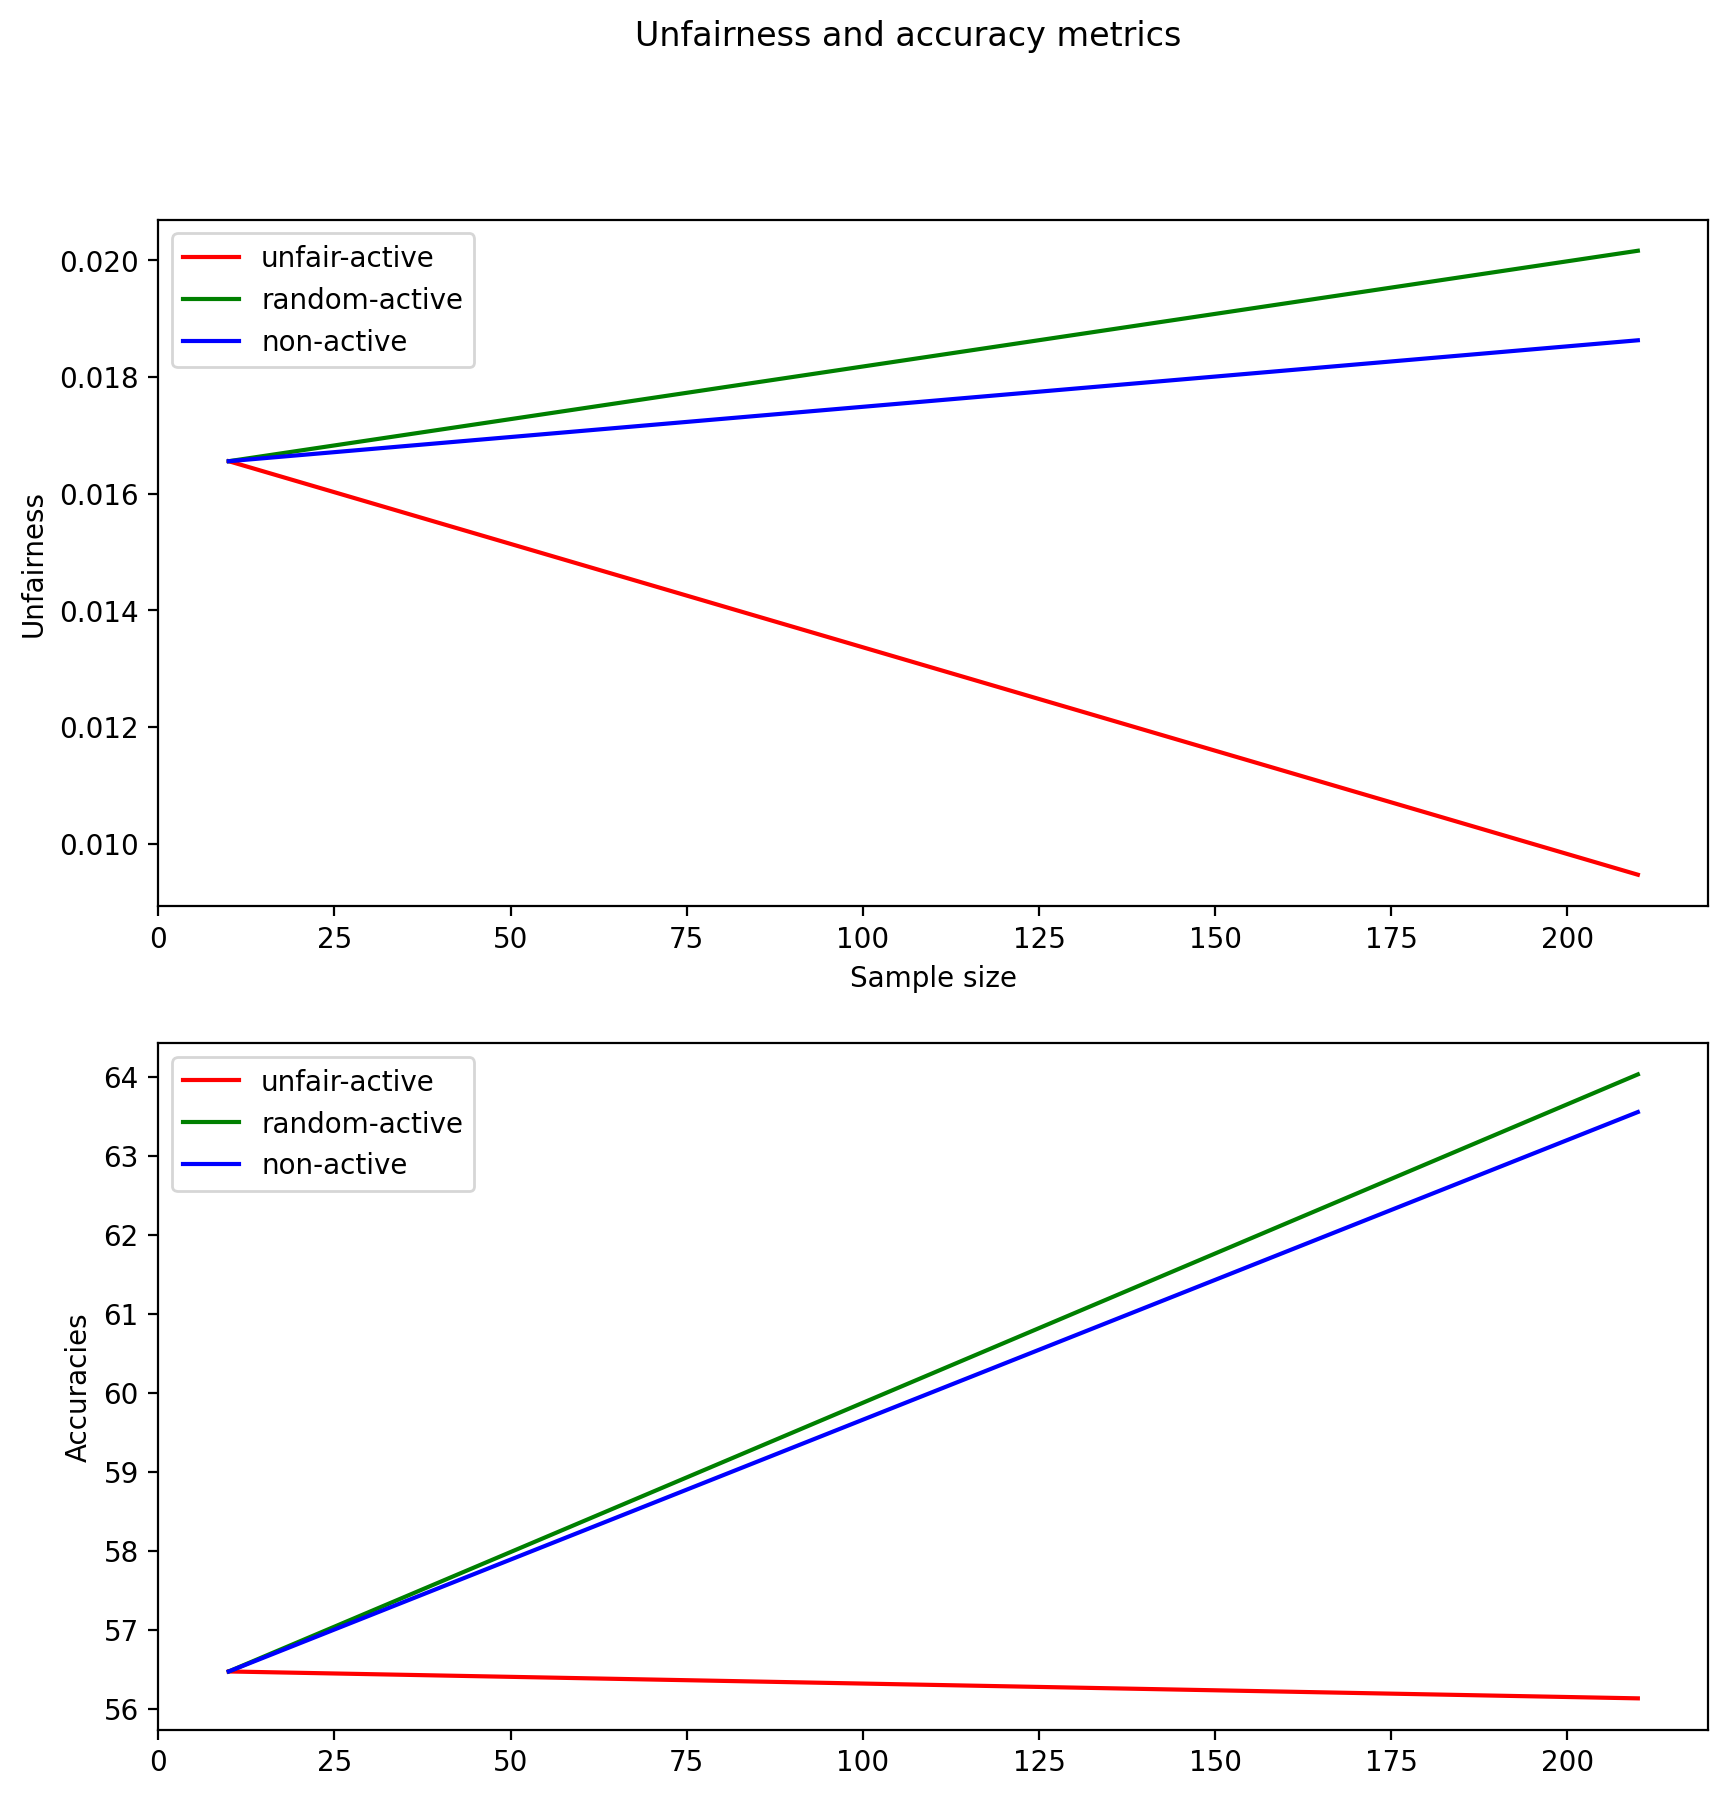 Unfairness and accuracy metrics
unfair-active
random-active
non-active
Unfairness
0.020
0.018
0.016
0.014
0.012
0.010
0 25 50 75 100 125 150 175 200
Sample size
unfair-active
random-active
non-active
Accuracies
64
63
62
61
60
59
58
57
56
0 25 50 75 100 125 150 175 200